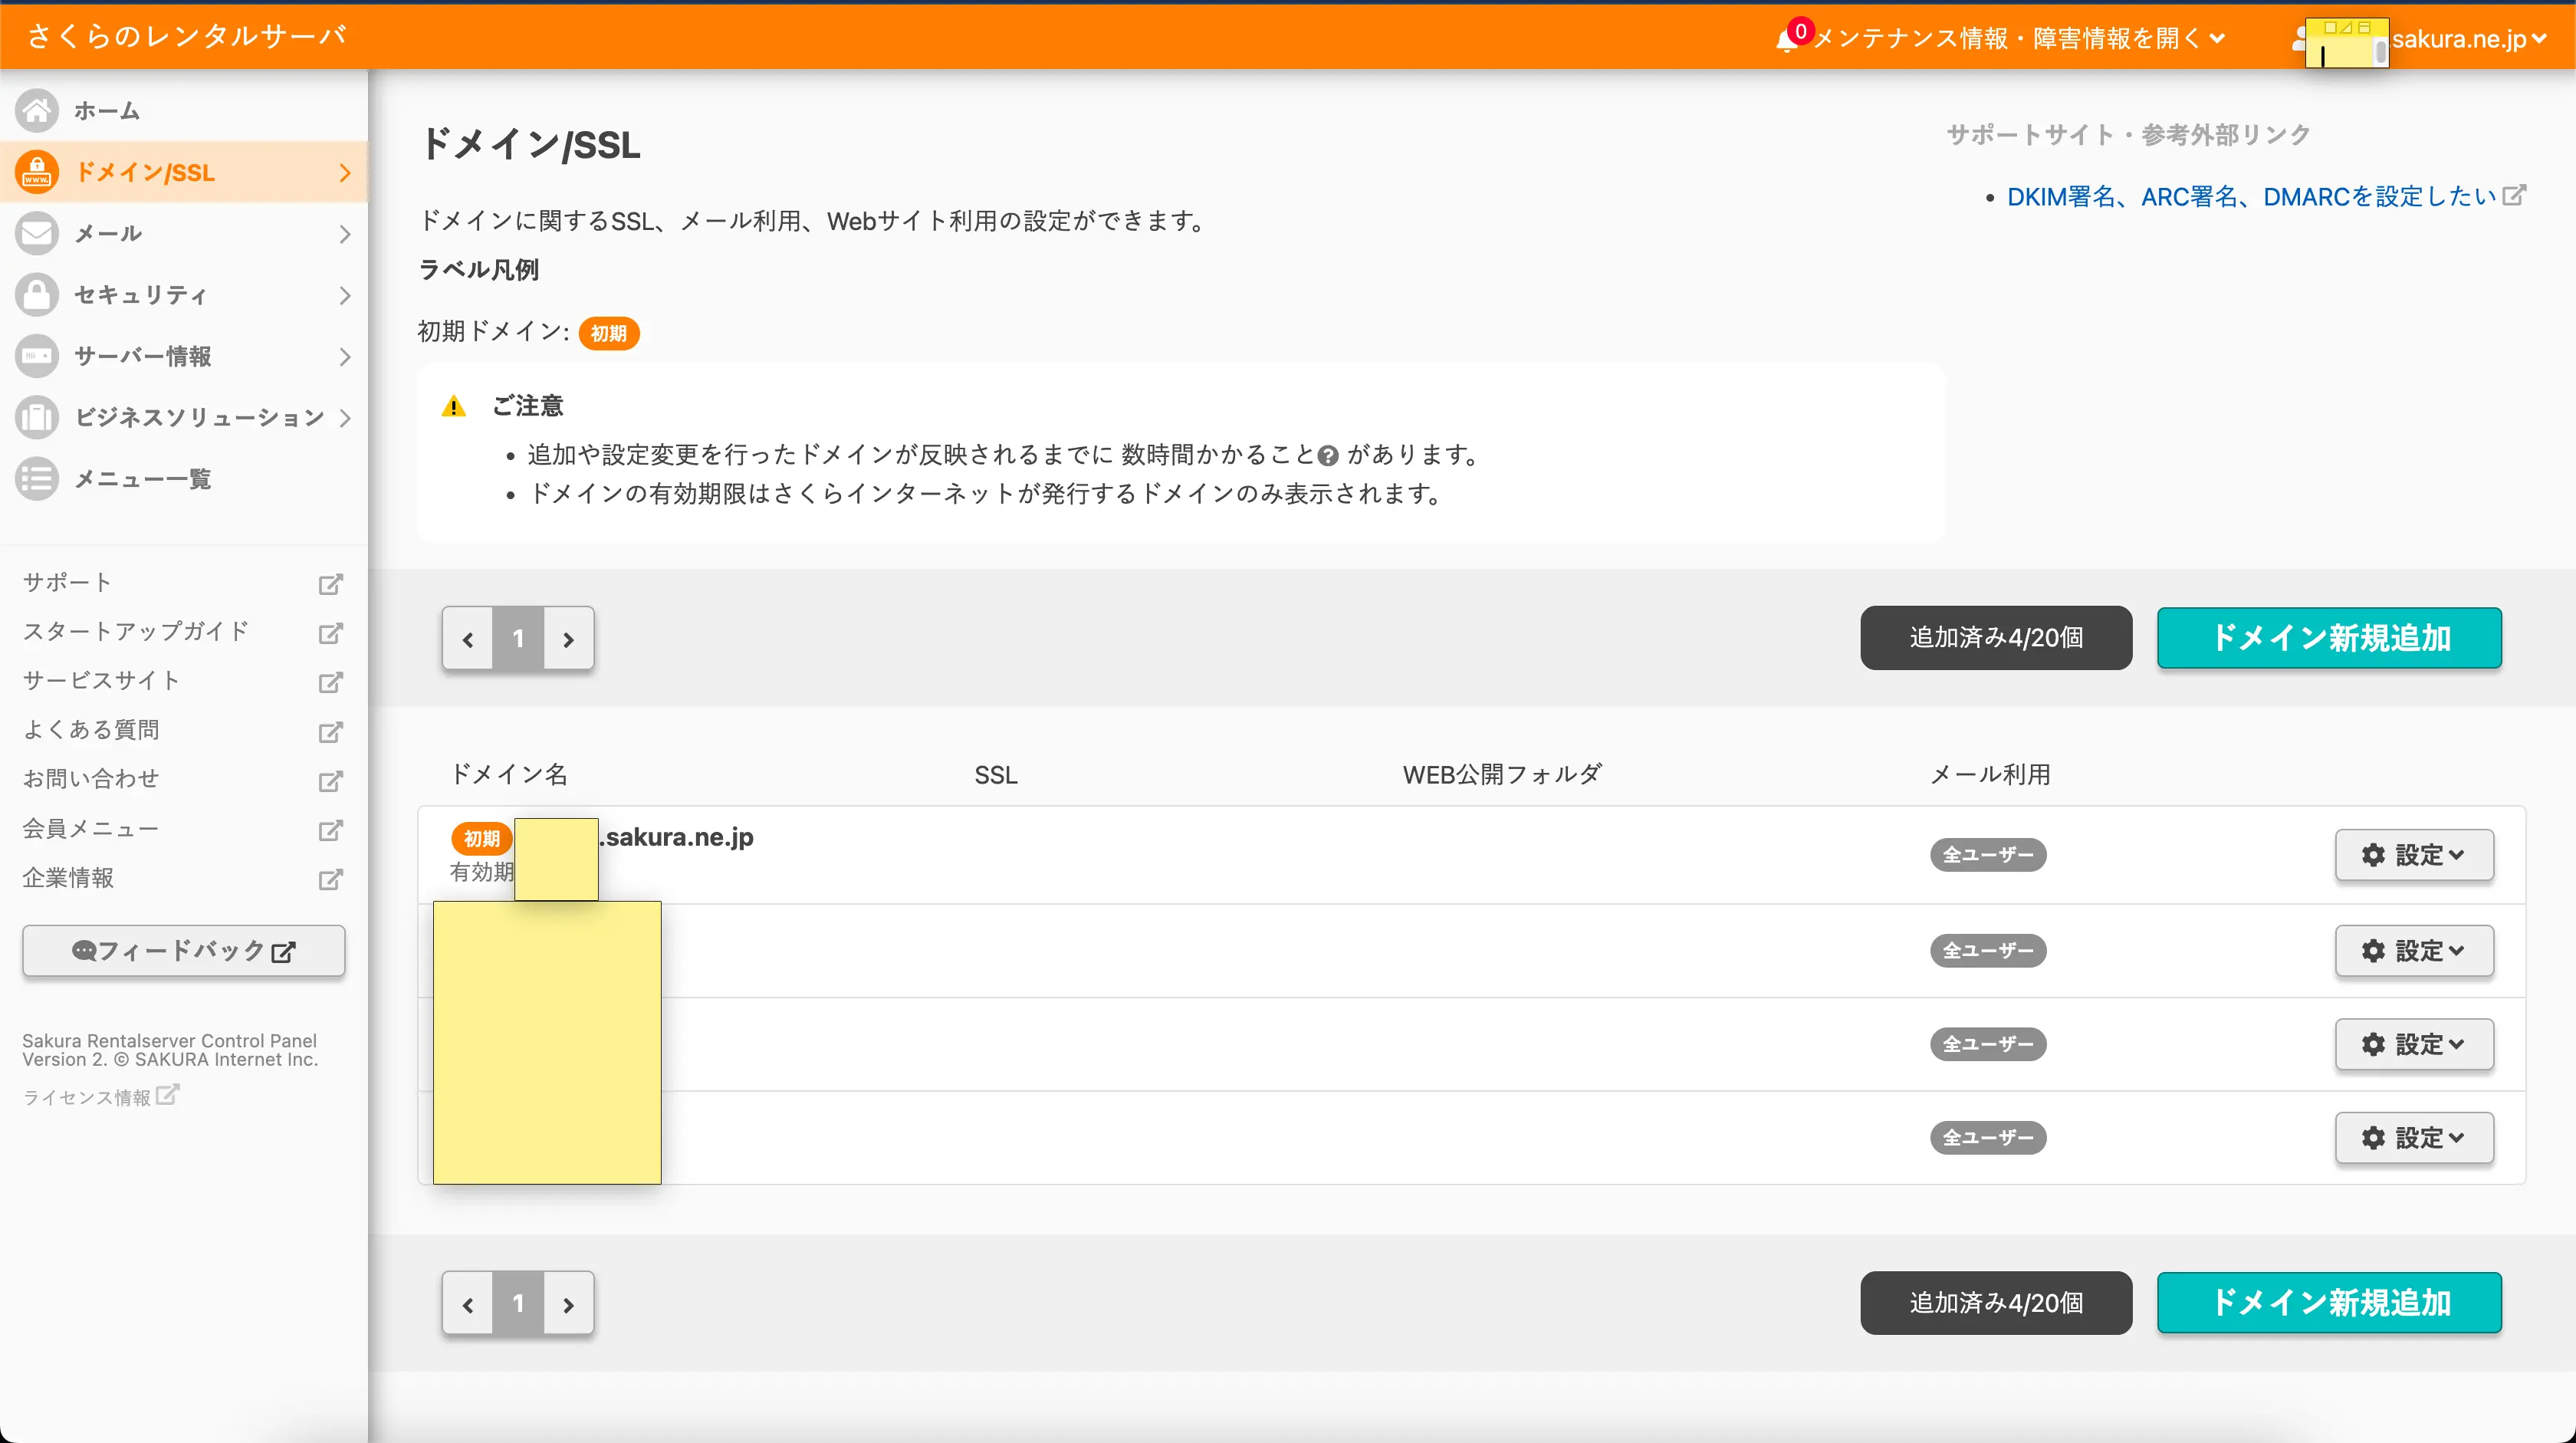 さくらのレンタルサーバ
0
メンテナンス情報・障害情報を開く
sakura.ne.jp
ホーム
ドメイン/SSL
メール
セキュリティ
サーバー情報
ビジネスソリューション
メニュー一覧
サポート
スタートアップガイド
サービスサイト
よくある質問
お問い合わせ
会員メニュー
企業情報
フィードバック
Sakura Rentalserver Control Panel
Version 2. © SAKURA Internet Inc.
ライセンス情報
ドメイン/SSL
ドメインに関するSSL、メール利用、Webサイト利用の設定ができます。
ラベル凡例
初期ドメイン: 初期
ご注意
• 追加や設定変更を行ったドメインが反映されるまでに 数時間かかること? があります。
• ドメインの有効期限はさくらインターネットが発行するドメインのみ表示されます。
サポートサイト・参考外部リンク
• DKIM署名、ARC署名、DMARCを設定したい
1
追加済み4/20個
ドメイン新規追加
ドメイン名 SSL WEB公開フォルダ メール利用
初期 .sakura.ne.jp
有効期
全ユーザー 設定
全ユーザー 設定
全ユーザー 設定
全ユーザー 設定
1
追加済み4/20個
ドメイン新規追加